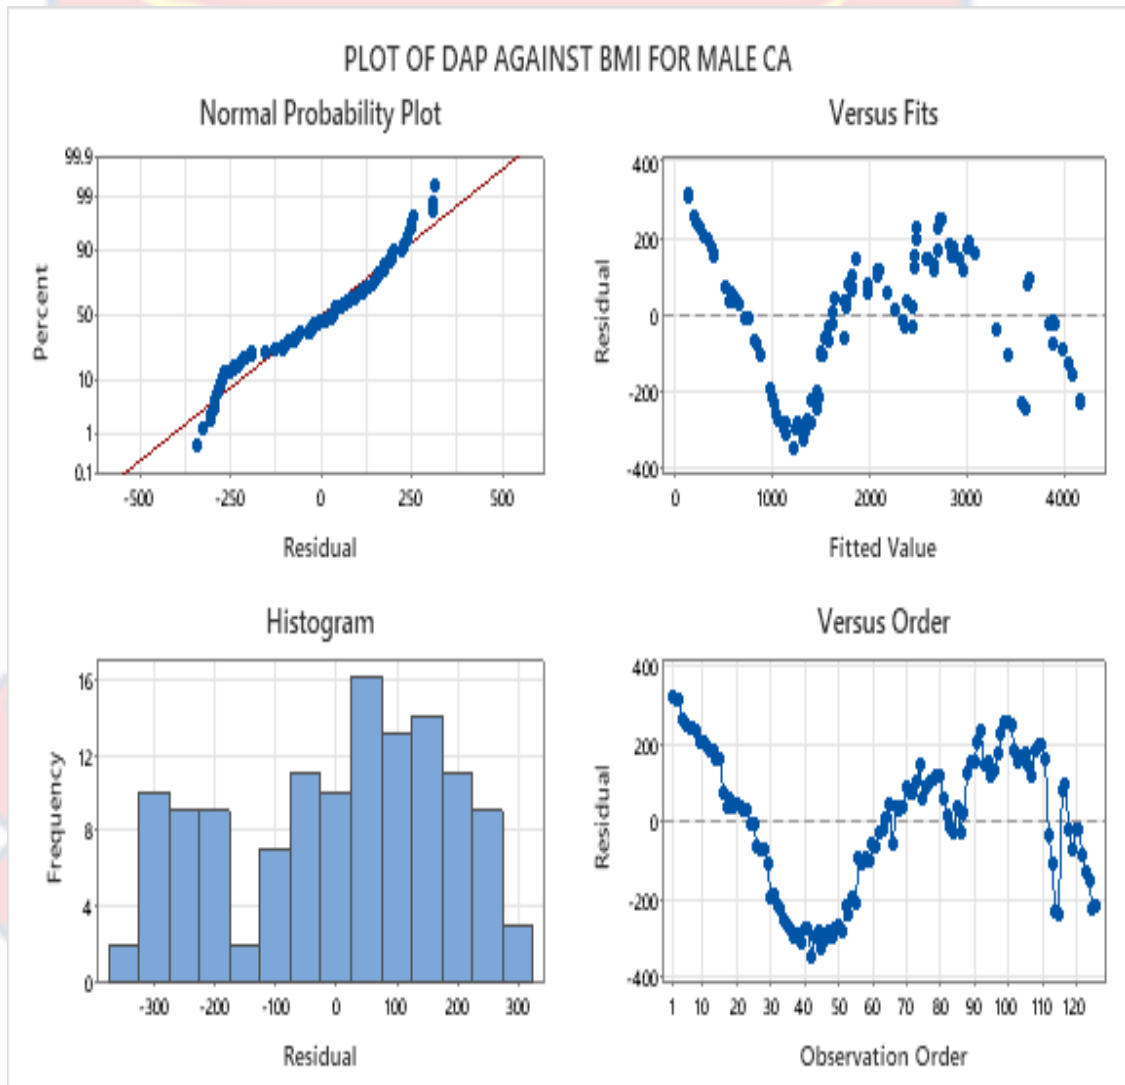 PLOT OF DAP AGAINST BMI FOR MALE CA
Normal Probability Plot
99.9
99
90
50
10
1
0.1
Percent
-500 -250 0 250 500
Residual
Versus Fits
400
200
0
-200
-400
Residual
0 1000 2000 3000 4000
Fitted Value
Histogram
16
12
8
4
0
Frequency
-300 -200 -100 0 100 200 300
Residual
Versus Order
400
200
0
-200
-400
Residual
1 10 20 30 40 50 60 70 80 90 100 110 120
Observation Order